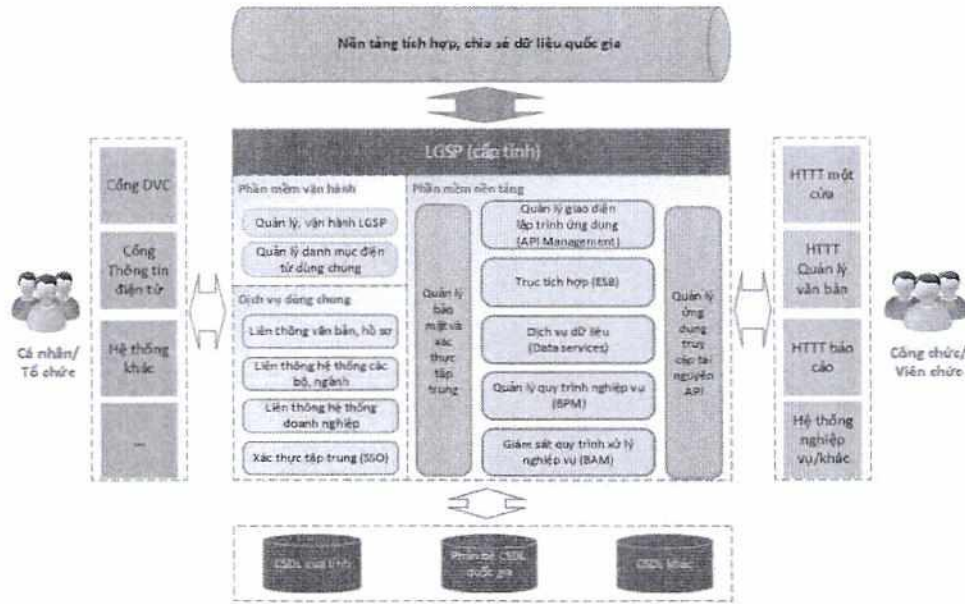 Nền tảng tích hợp, chia sẻ dữ liệu quốc gia
LGSP (cấp tỉnh)
Cổng DVC
Cổng
Thông tin
điện tử
Hệ thống
khác
...
Cá nhân/
Tổ chức
Phần mềm vận hành
Quản lý, vận hành LGSP
Quản lý danh mục điện
tử dùng chung
Dịch vụ dùng chung
Liên thông văn bản, hồ sơ
Liên thông hệ thống các
bộ, ngành
Liên thông hệ thống
doanh nghiệp
Xác thực tập trung (SSO)
Phần mềm nền tảng
Quản lý
bảo
mật và
xác
thực
tập
trung
Quản lý giao diện
lập trình ứng dụng
(API Management)
Trục tích hợp (ESB)
Dịch vụ dữ liệu
(Data services)
Quản lý quy trình nghiệp vụ
(BPM)
Giám sát quy trình xử lý
nghiệp vụ (BAM)
Quản lý
ứng
dụng
truy
cập tài
nguyên
API
HTTT một
cửa
HTTT
Quản lý
văn bản
HTTT báo
cáo
Hệ thống
nghiệp
vụ/khác
Công chức/
Viên chức
CSDL của tỉnh
Phiên bộ CSDL
quốc gia
CSDL khác